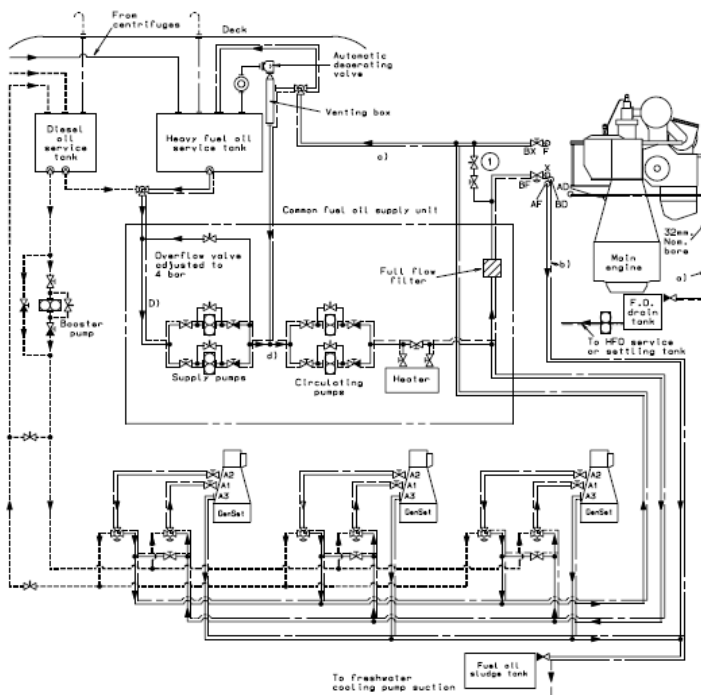 From
centrifuges
Deck
Automatic
deaerating
valve
Venting box
Diesel
oil
service
tank
Heavy fuel oil
service tank
c)
1
BX
F
BF
X
AF
AD
BD
b)
32mm.
Nom.
bore
a)
Main
engine
Common fuel oil supply unit
Overflow valve
adjusted to
4 bar
Full flow
filter
F.O.
drain
tank
To HFO service
or settling tank
Booster
pump
D)
d)
Supply pumps
Circulating
pumps
Heater
A2
A1
A3
GenSet
A2
A1
A3
GenSet
A2
A1
A3
GenSet
To freshwater
cooling pump suction
Fuel oil
sludge tank